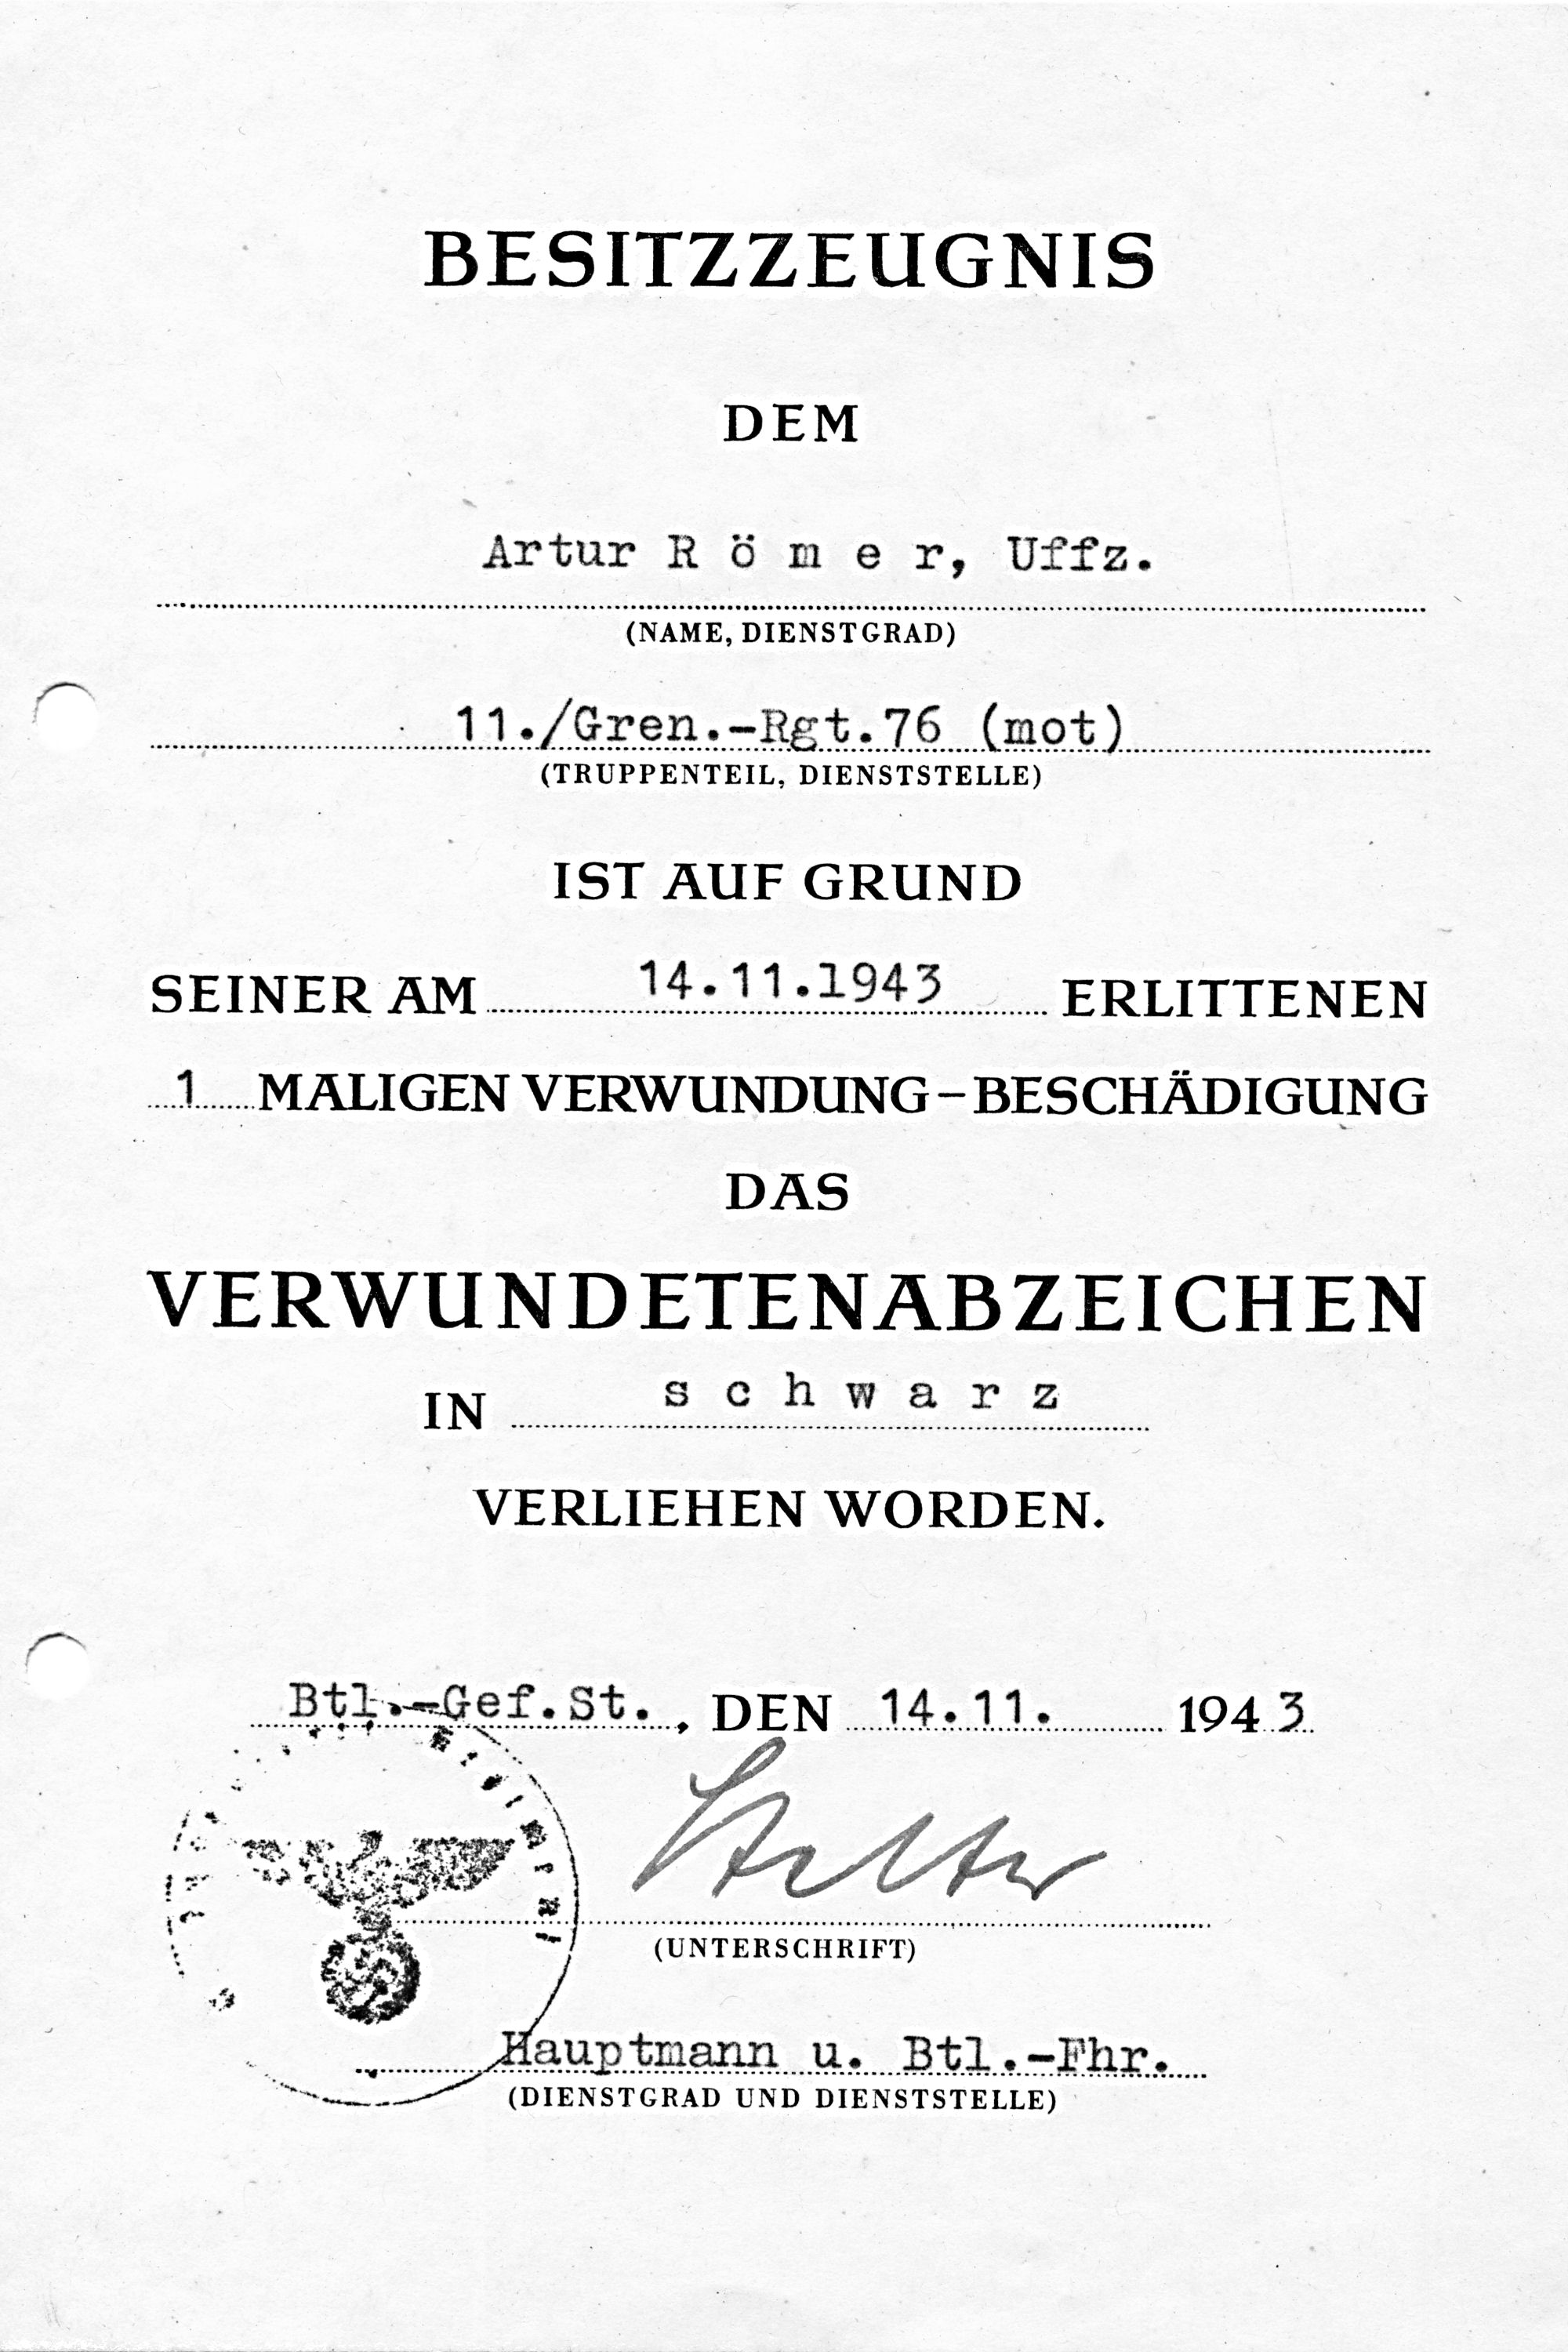 BESITZZEUGNIS
DEM
Artur R ö m e r, Uffz.
(NAME, DIENSTGRAD)
11./Gren.-Rgt.76 (mot)
(TRUPPENTEIL, DIENSTSTELLE)
IST AUF GRUND
SEINER AM 14.11.1943 ERLITTENEN
1 MALIGEN VERWUNDUNG–BESCHÄDIGUNG
DAS
VERWUNDETENABZEICHEN
IN s c h w a r z
VERLIEHEN WORDEN.
Btl.-Gef.St., DEN 14.11. 1943
(UNTERSCHRIFT)
Hauptmann u. Btl.-Fhr.
(DIENSTGRAD UND DIENSTSTELLE)